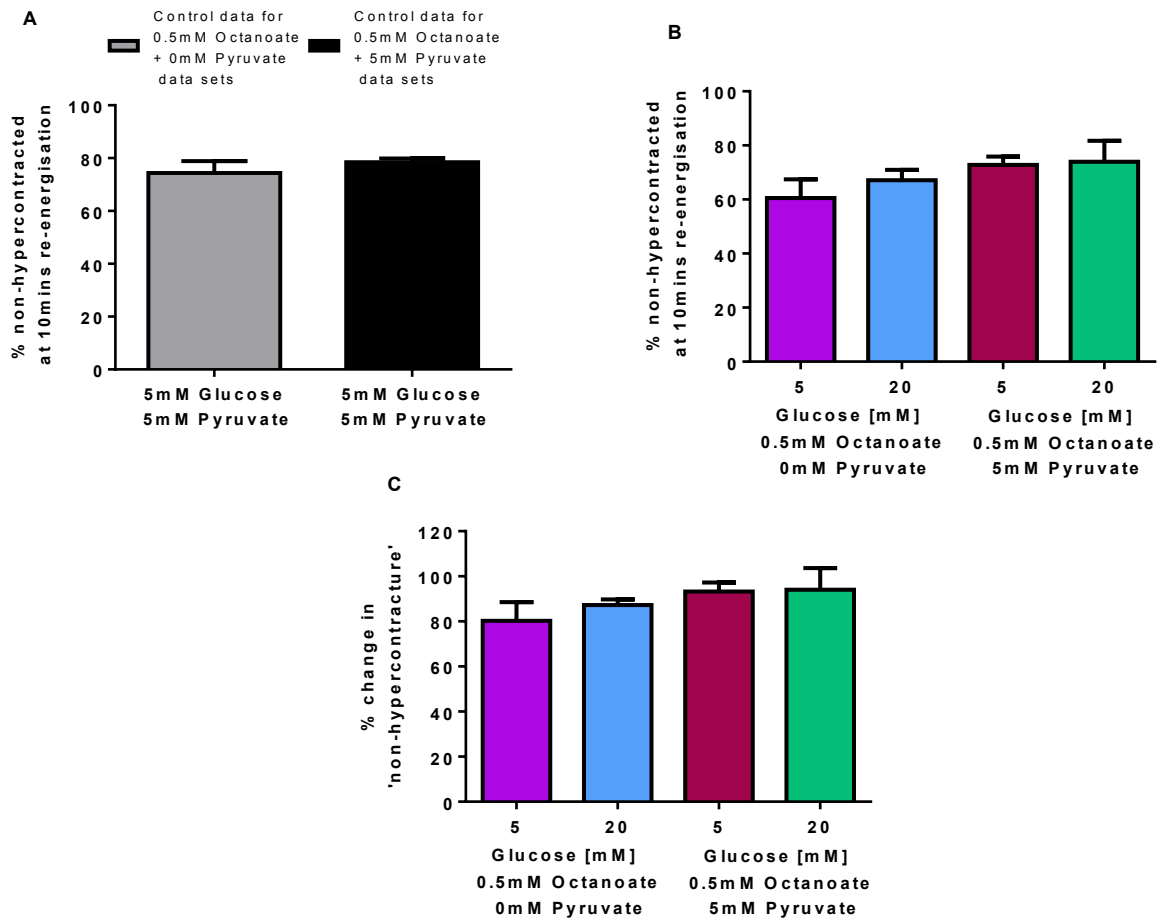 A
Control data for
0.5mM Octanoate
+ 0mM Pyruvate
data sets
Control data for
0.5mM Octanoate
+ 5mM Pyruvate
data sets
% non-hypercontracted
at 10mins re-energisation
100
80
60
40
20
0
5mM Glucose
5mM Pyruvate
5mM Glucose
5mM Pyruvate
B
% non-hypercontracted
at 10mins re-energisation
100
80
60
40
20
0
5 20 5 20
Glucose [mM] Glucose [mM]
0.5mM Octanoate 0.5mM Octanoate
0mM Pyruvate 5mM Pyruvate
C
% change in
'non-hypercontracture'
120
100
80
60
40
20
0
5 20 5 20
Glucose [mM] Glucose [mM]
0.5mM Octanoate 0.5mM Octanoate
0mM Pyruvate 5mM Pyruvate